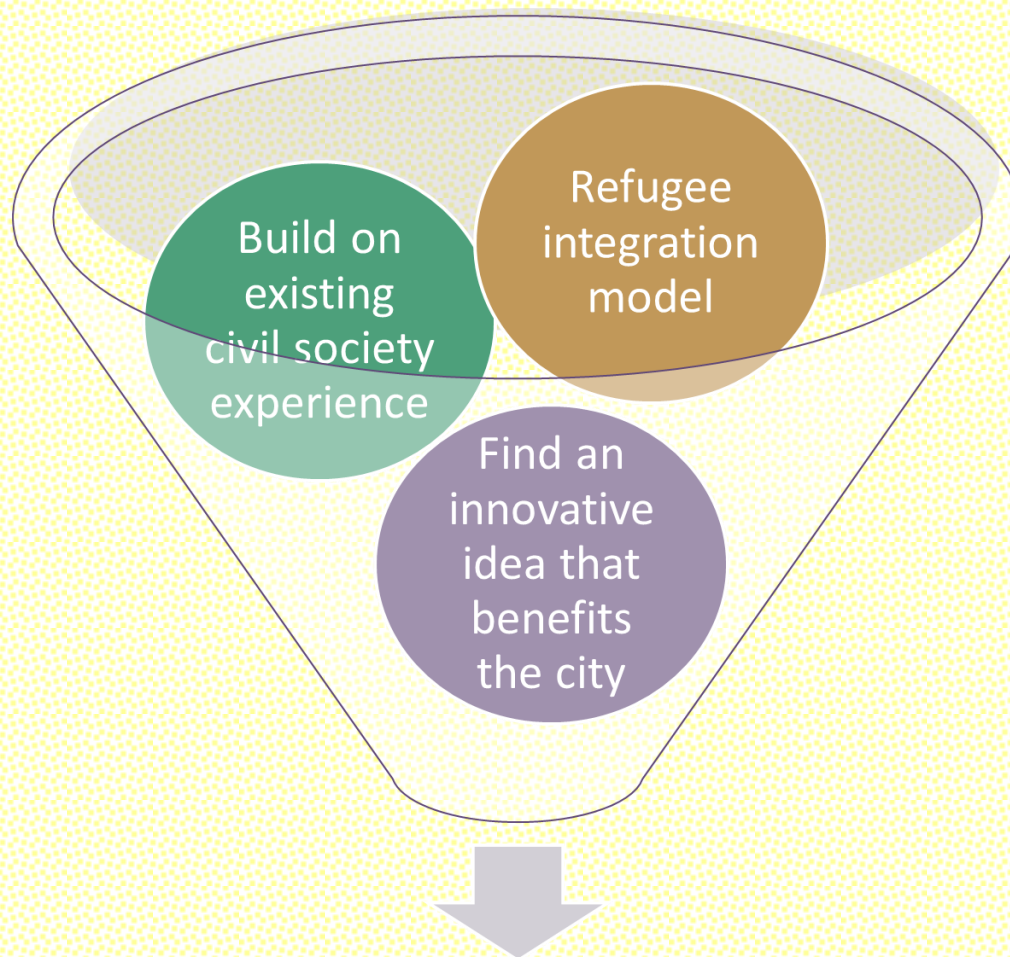 Build on
existing
civil society
experience
Refugee
integration
model
Find an
innovative
idea that
benefits
the city